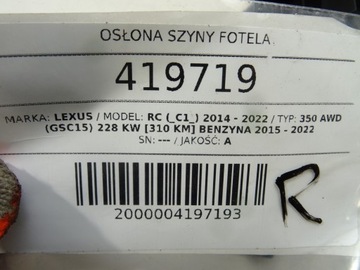 OSŁONA SZYNY FOTELA
419719
MARKA: LEXUS / MODEL: RC (_C1_) 2014 - 2022 / TYP: 350 AWD
(GSC15) 228 KW [310 KM] BENZYNA 2015 - 2022
SN: --- / JAKOŚĆ: A
2000004197193
R